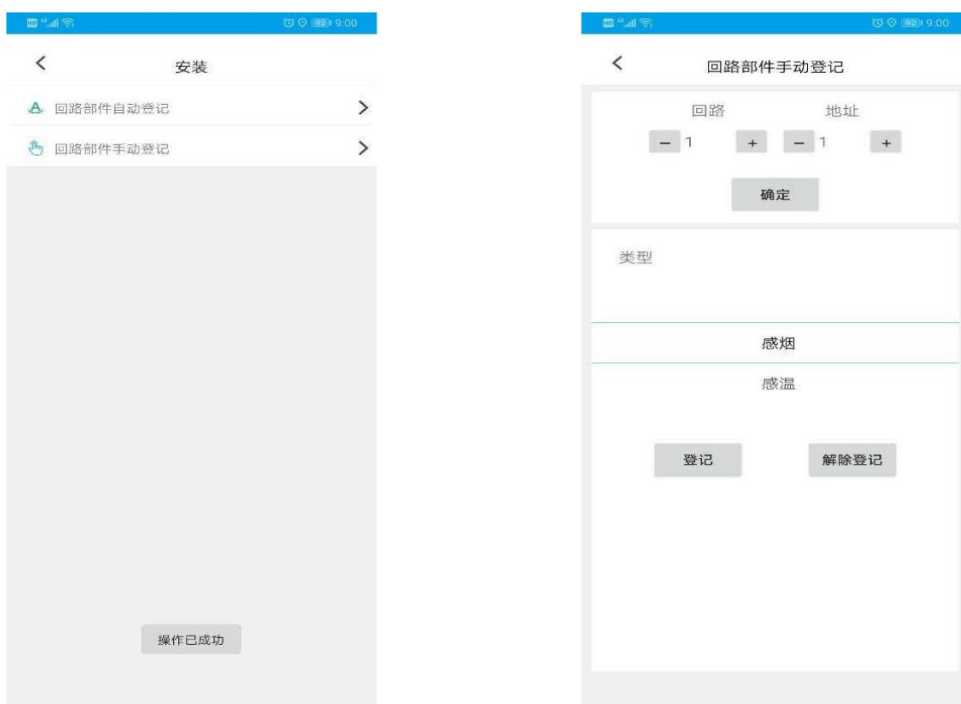 9:00
安装
回路部件自动登记
回路部件手动登记
操作已成功
9:00
回路部件手动登记
回路 地址
- 1 + - 1 +
确定
类型
感烟
感温
登记 解除登记